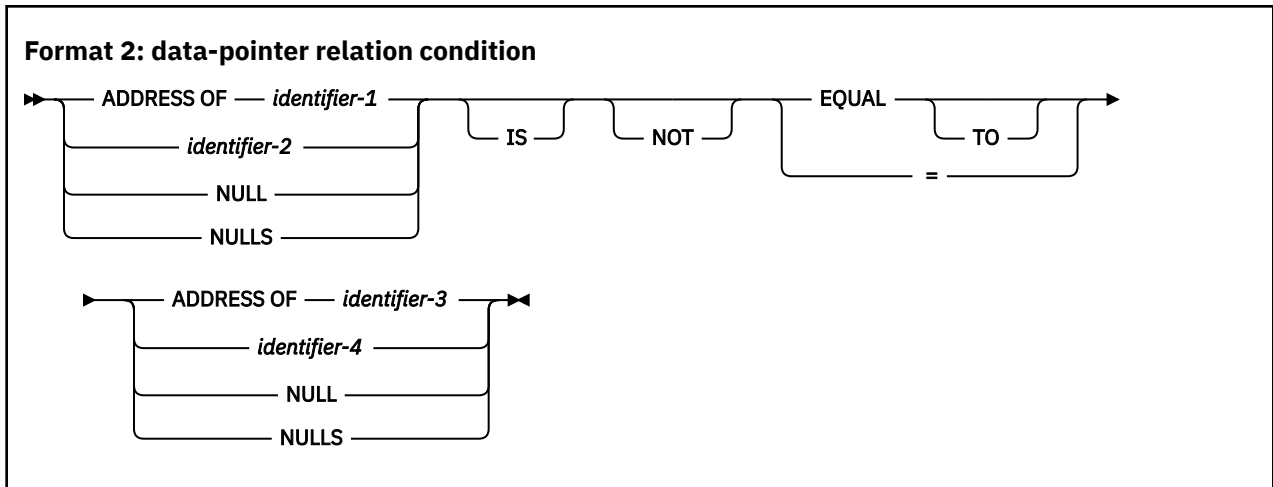 Format 2: data-pointer relation condition
ADDRESS OF identifier-1 EQUAL
IS NOT TO
identifier-2
=
NULL
NULLS
ADDRESS OF identifier-3
identifier-4
NULL
NULLS